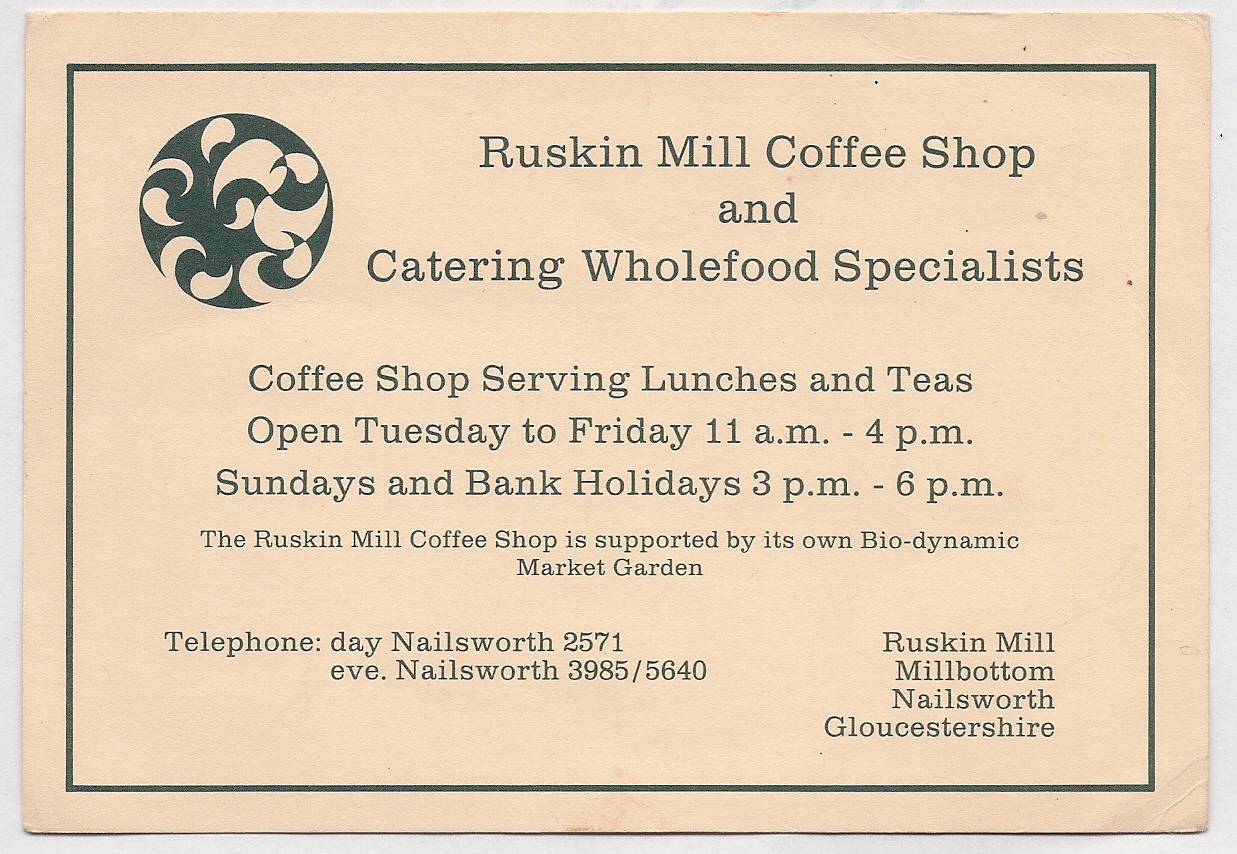 Ruskin Mill Coffee Shop
and
Catering Wholefood Specialists
Coffee Shop Serving Lunches and Teas
Open Tuesday to Friday 11 a.m. - 4 p.m.
Sundays and Bank Holidays 3 p.m. - 6 p.m.
The Ruskin Mill Coffee Shop is supported by its own Bio-dynamic
Market Garden
Telephone: day Nailsworth 2571
eve. Nailsworth 3985/5640
Ruskin Mill
Millbottom
Nailsworth
Gloucestershire